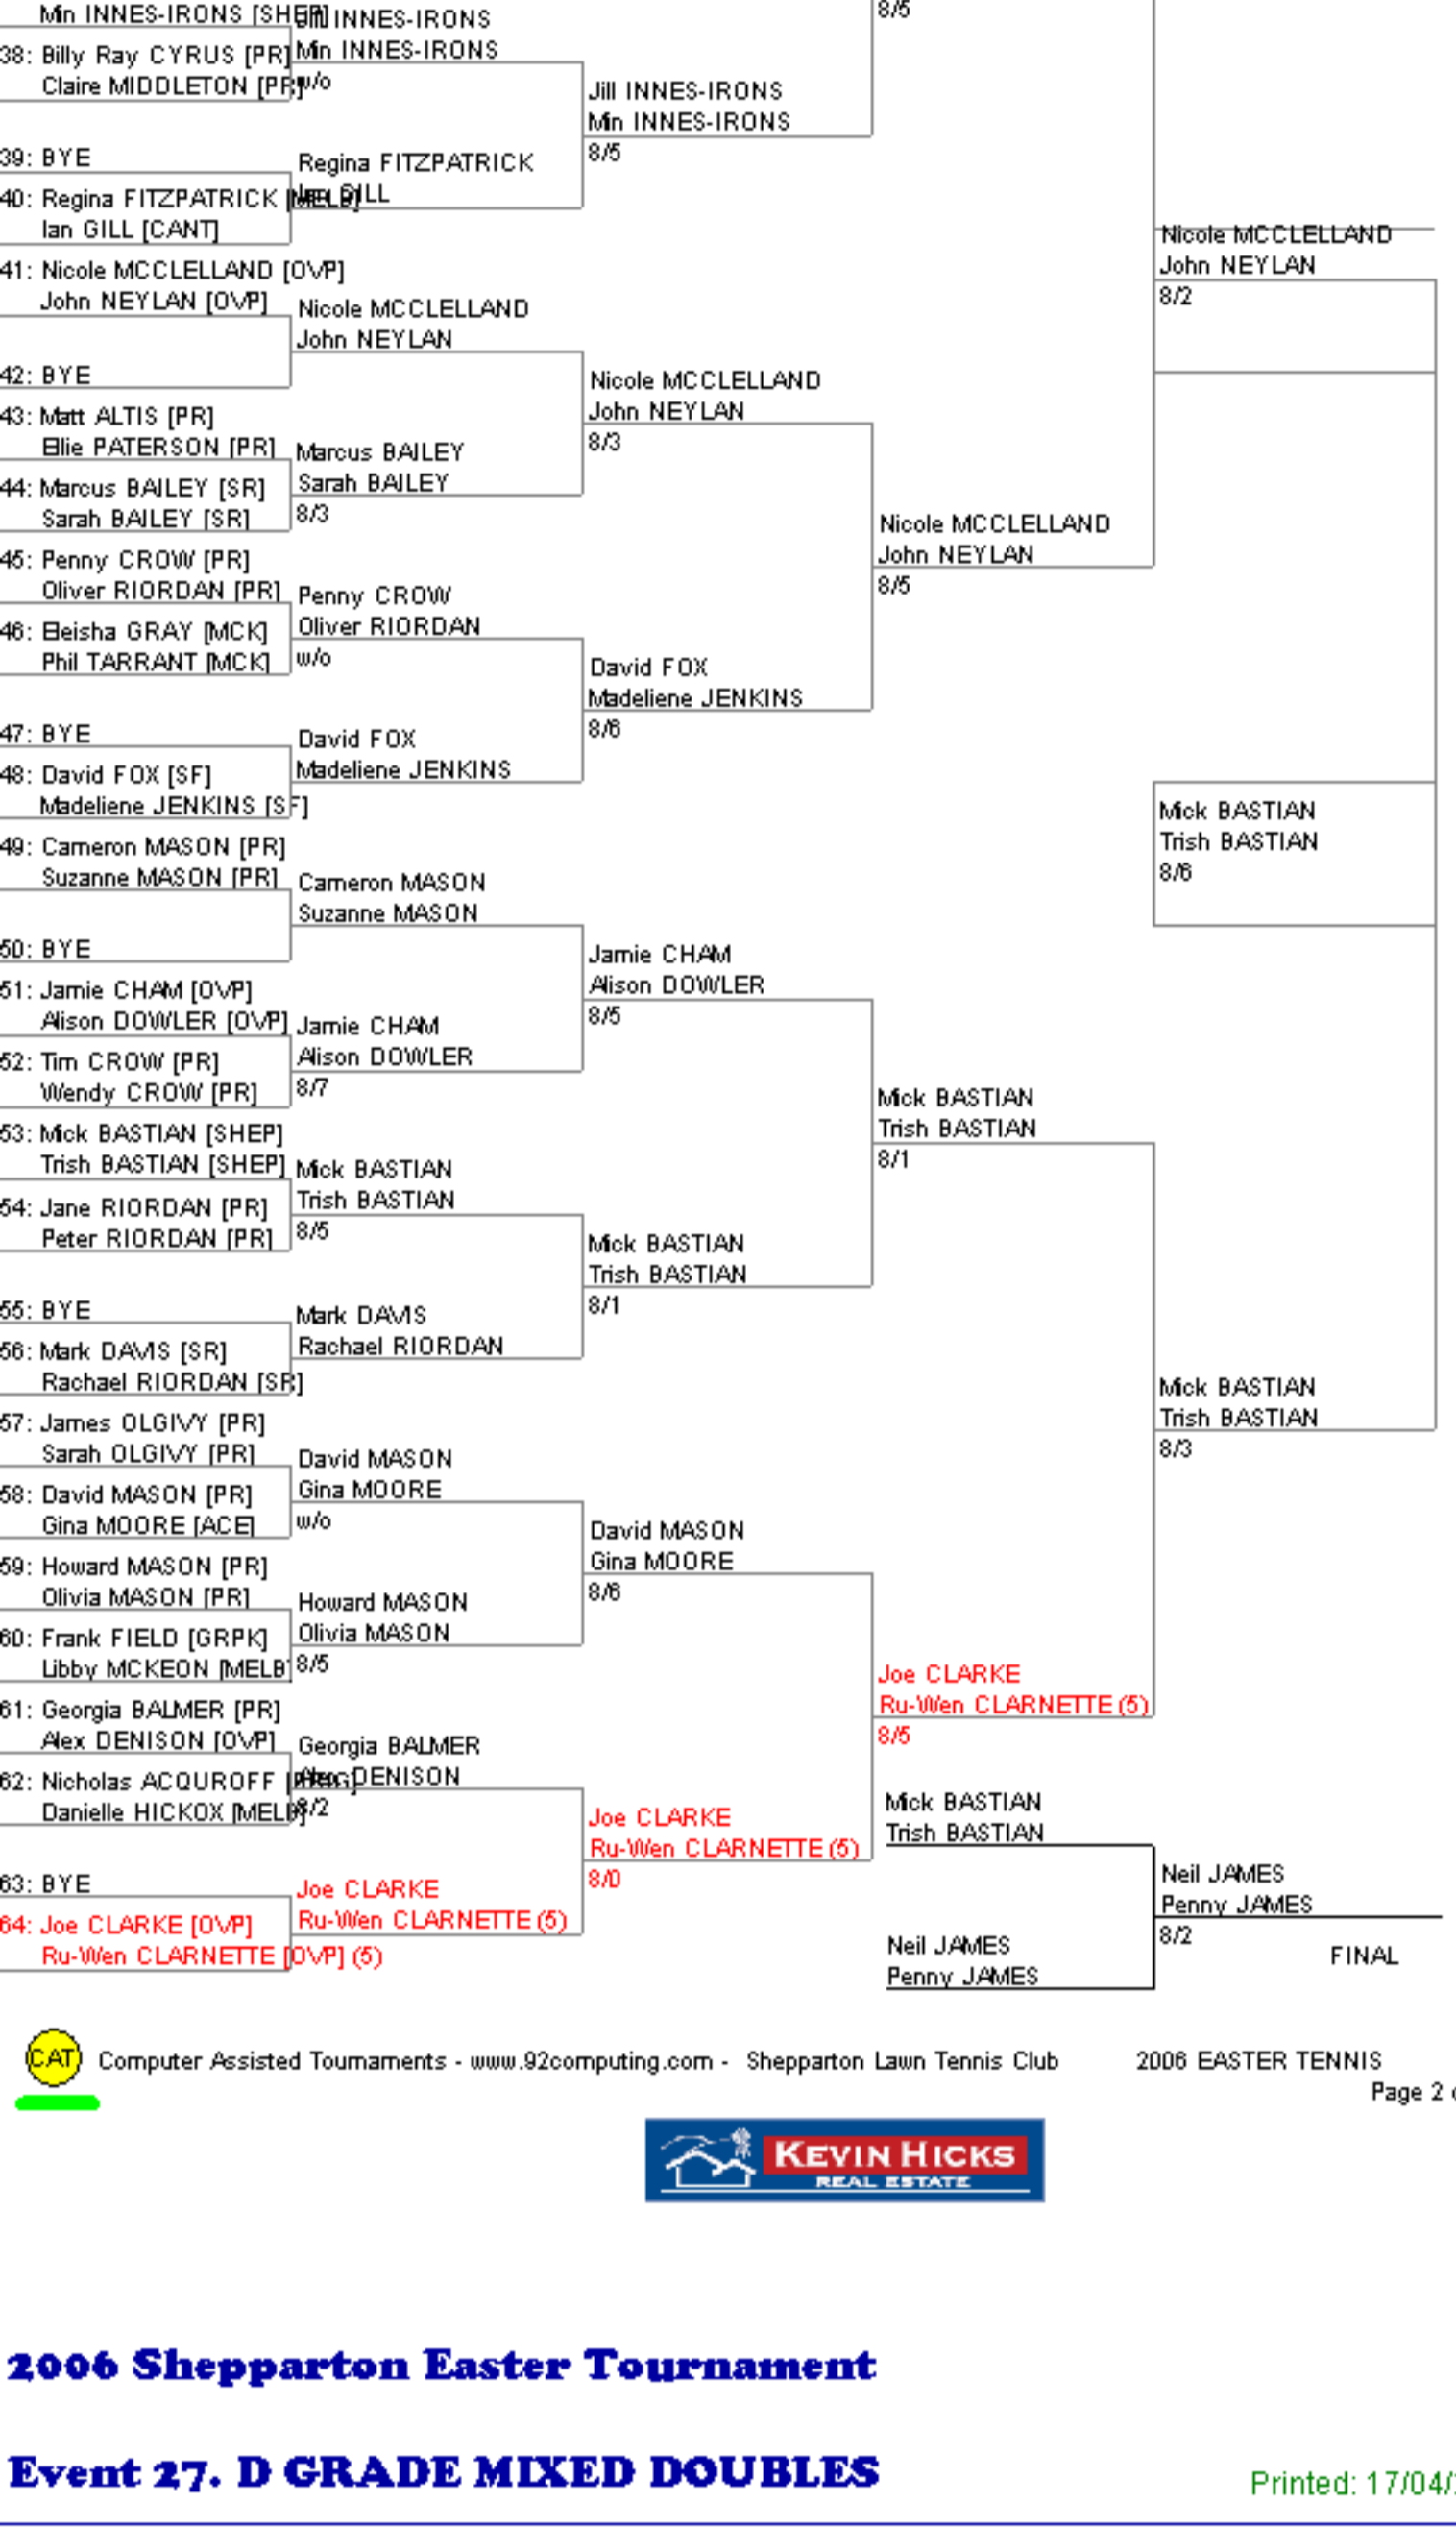 Min INNES-IRONS [SHEP]
38: Billy Ray CYRUS [PR]
Claire MIDDLETON [PR]
39: BYE
40: Regina FITZPATRICK [MELB]
Ian GILL [CANT]
41: Nicole MCCLELLAND [OVP]
John NEYLAN [OVP]
42: BYE
43: Matt ALTIS [PR]
Ellie PATERSON [PR]
44: Marcus BAILEY [SR]
Sarah BAILEY [SR]
45: Penny CROW [PR]
Oliver RIORDAN [PR]
46: Eleisha GRAY [MCK]
Phil TARRANT [MCK]
47: BYE
48: David FOX [SF]
Madeliene JENKINS [SF]
49: Cameron MASON [PR]
Suzanne MASON [PR]
50: BYE
51: Jamie CHAM [OVP]
Alison DOWLER [OVP]
52: Tim CROW [PR]
Wendy CROW [PR]
53: Mick BASTIAN [SHEP]
Trish BASTIAN [SHEP]
54: Jane RIORDAN [PR]
Peter RIORDAN [PR]
55: BYE
56: Mark DAVIS [SR]
Rachael RIORDAN [SR]
57: James OLGIVY [PR]
Sarah OLGIVY [PR]
58: David MASON [PR]
Gina MOORE [ACE]
59: Howard MASON [PR]
Olivia MASON [PR]
60: Frank FIELD [GRPK]
Libby MCKEON [MELB]
61: Georgia BALMER [PR]
Alex DENISON [OVP]
62: Nicholas ACQUROFF
Danielle HICKOX [MELB]
63: BYE
64: Joe CLARKE [OVP]
Ru-Wen CLARNETTE [OVP] (5)
Jill INNES-IRONS
Min INNES-IRONS
w/o
Regina FITZPATRICK
Ian GILL
Nicole MCCLELLAND
John NEYLAN
Marcus BAILEY
Sarah BAILEY
8/3
Penny CROW
Oliver RIORDAN
w/o
David FOX
Madeliene JENKINS
Cameron MASON
Suzanne MASON
Jamie CHAM
Alison DOWLER
8/7
Mick BASTIAN
Trish BASTIAN
8/5
Mark DAVIS
Rachael RIORDAN
David MASON
Gina MOORE
w/o
Howard MASON
Olivia MASON
8/5
Georgia BALMER
Alex DENISON
8/2
Joe CLARKE
Ru-Wen CLARNETTE (5)
Jill INNES-IRONS
Min INNES-IRONS
8/5
Nicole MCCLELLAND
John NEYLAN
8/3
David FOX
Madeliene JENKINS
8/6
Jamie CHAM
Alison DOWLER
8/5
Mick BASTIAN
Trish BASTIAN
8/1
David MASON
Gina MOORE
8/6
Joe CLARKE
Ru-Wen CLARNETTE (5)
8/0
8/5
Nicole MCCLELLAND
John NEYLAN
8/5
Mick BASTIAN
Trish BASTIAN
8/1
Joe CLARKE
Ru-Wen CLARNETTE (5)
8/5
Mick BASTIAN
Trish BASTIAN
Neil JAMES
Penny JAMES
Nicole MCCLELLAND
John NEYLAN
8/2
Mick BASTIAN
Trish BASTIAN
8/6
Mick BASTIAN
Trish BASTIAN
8/3
Neil JAMES
Penny JAMES
8/2
FINAL
CAT
Computer Assisted Tournaments - www.92computing.com - Shepparton Lawn Tennis Club 2006 EASTER TENNIS
Page 2
KEVIN HICKS
REAL ESTATE
2006 Shepparton Easter Tournament
Event 27. D GRADE MIXED DOUBLES
Printed: 17/04/